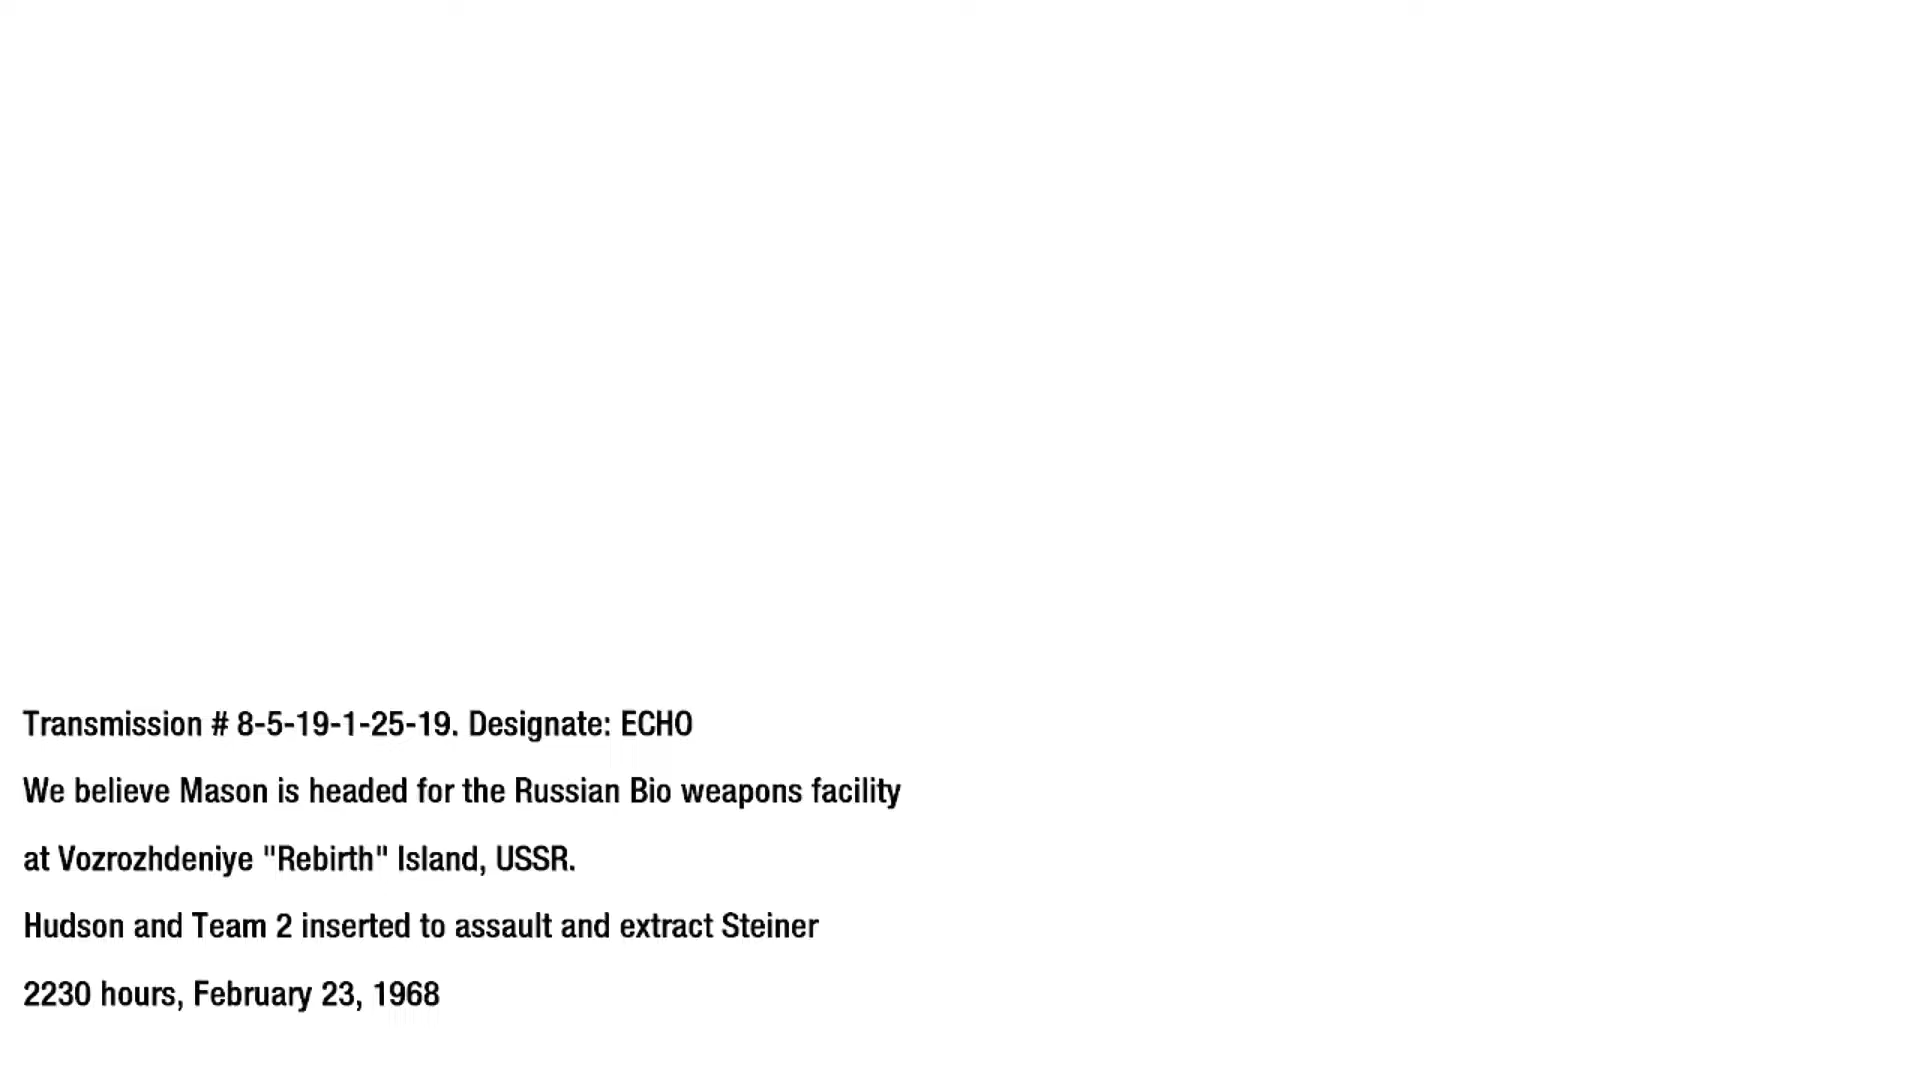 Transmission # 8-5-19-1-25-19. Designate: ECHO
We believe Mason is headed for the Russian Bio weapons facility
at Vozrozhdeniye "Rebirth" Island, USSR.
Hudson and Team 2 inserted to assault and extract Steiner
2230 hours, February 23, 1968